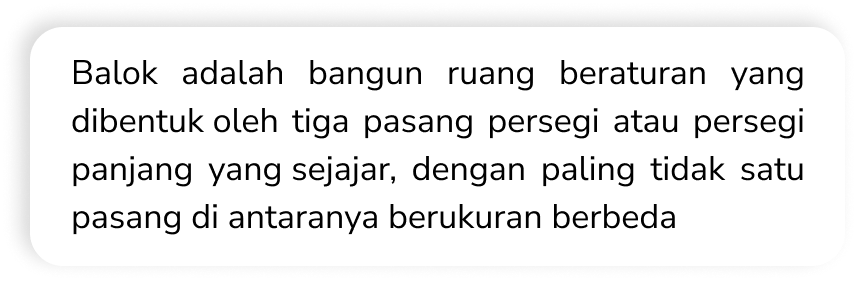 Balok adalah bangun ruang beraturan yang
dibentuk oleh tiga pasang persegi atau persegi
panjang yang sejajar, dengan paling tidak satu
pasang di antaranya berukuran berbeda